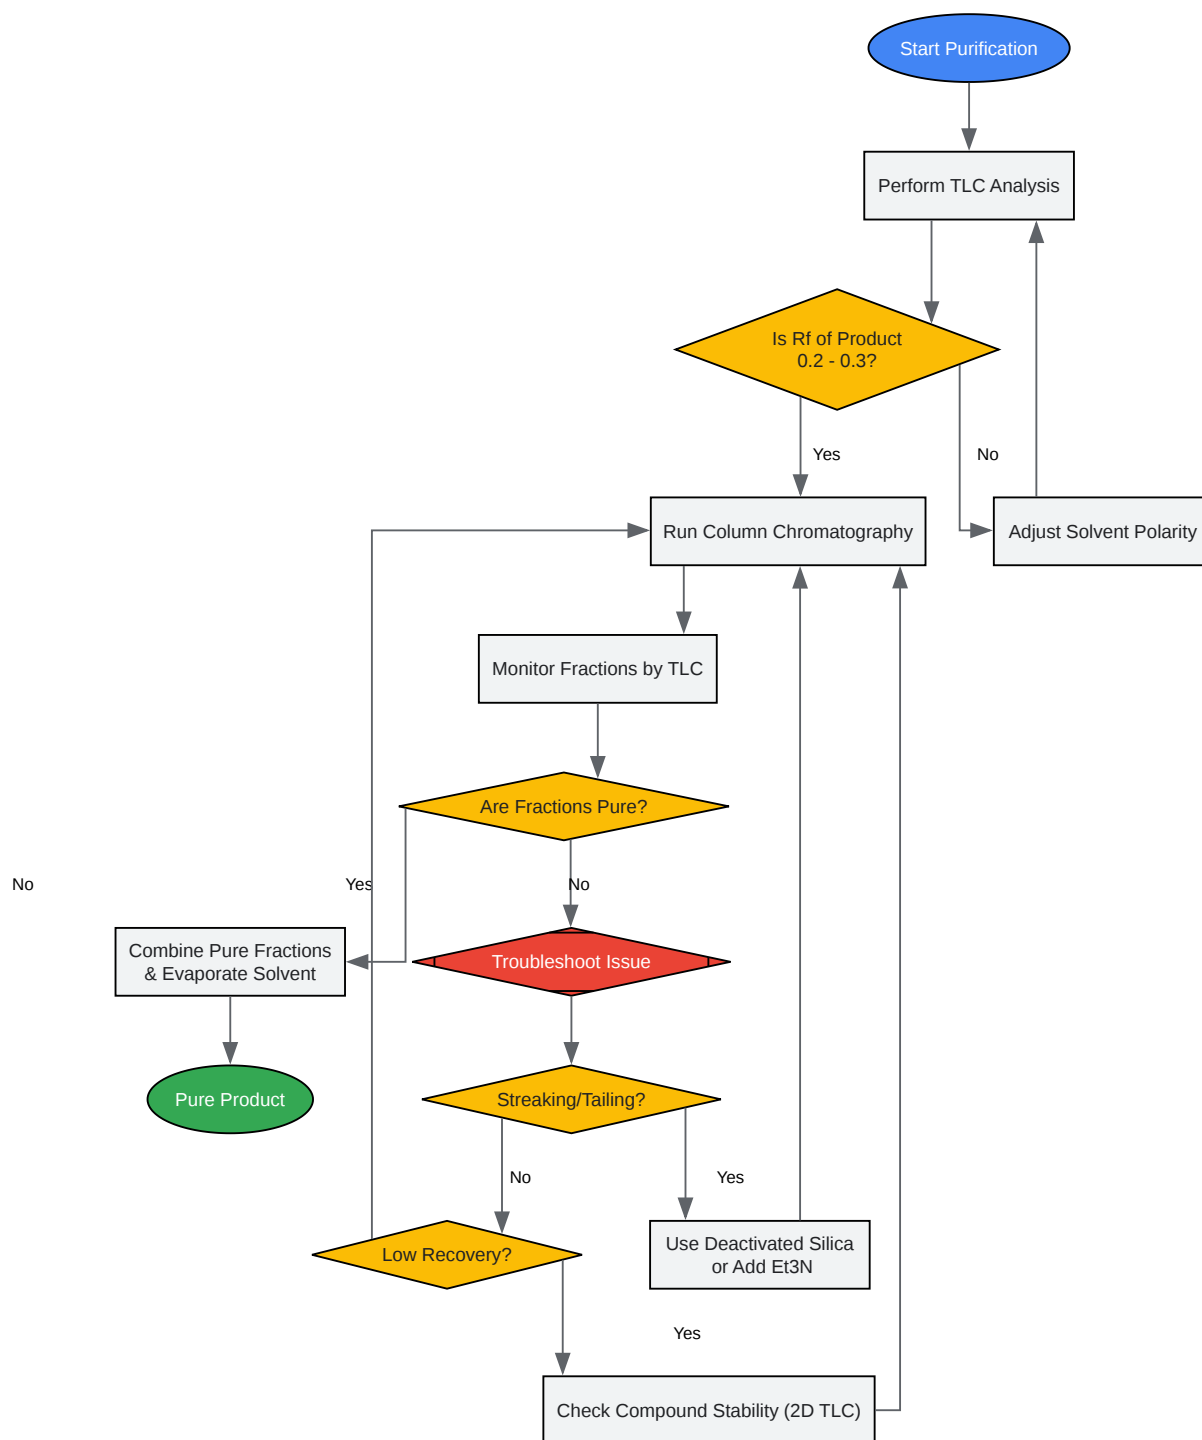 Start Purification
Perform TLC Analysis
Is Rf of Product
0.2 - 0.3?
Yes
No
Run Column Chromatography
Adjust Solvent Polarity
Monitor Fractions by TLC
Are Fractions Pure?
No
Yes
No
Combine Pure Fractions
& Evaporate Solvent
Troubleshoot Issue
Pure Product
Streaking/Tailing?
No
Yes
Low Recovery?
Use Deactivated Silica
or Add Et3N
Yes
Check Compound Stability (2D TLC)